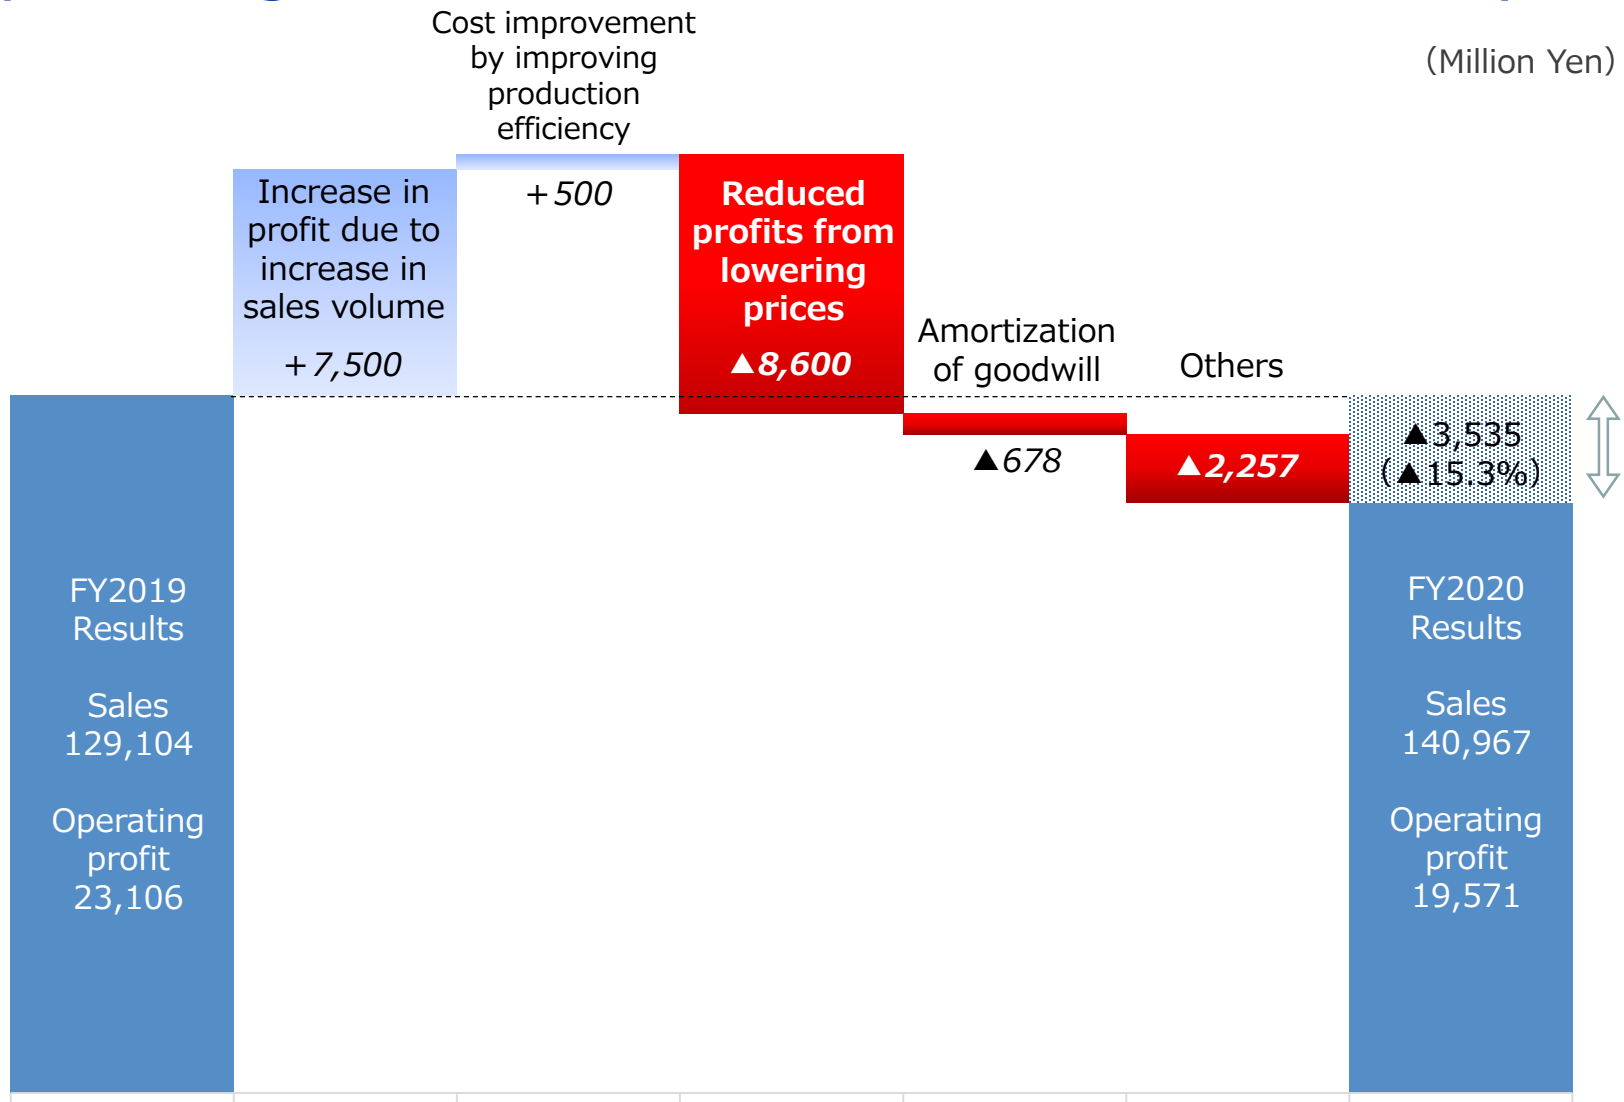 (Million Yen)
Cost improvement
by improving
production
efficiency
+500
Increase in
profit due to
increase in
sales volume
+7,500
Reduced
profits from
lowering
prices
▲8,600
Amortization
of goodwill
▲678
Others
▲2,257
▲3,535
(▲15.3%)
FY2019
Results
Sales
129,104
Operating
profit
23,106
FY2020
Results
Sales
140,967
Operating
profit
19,571